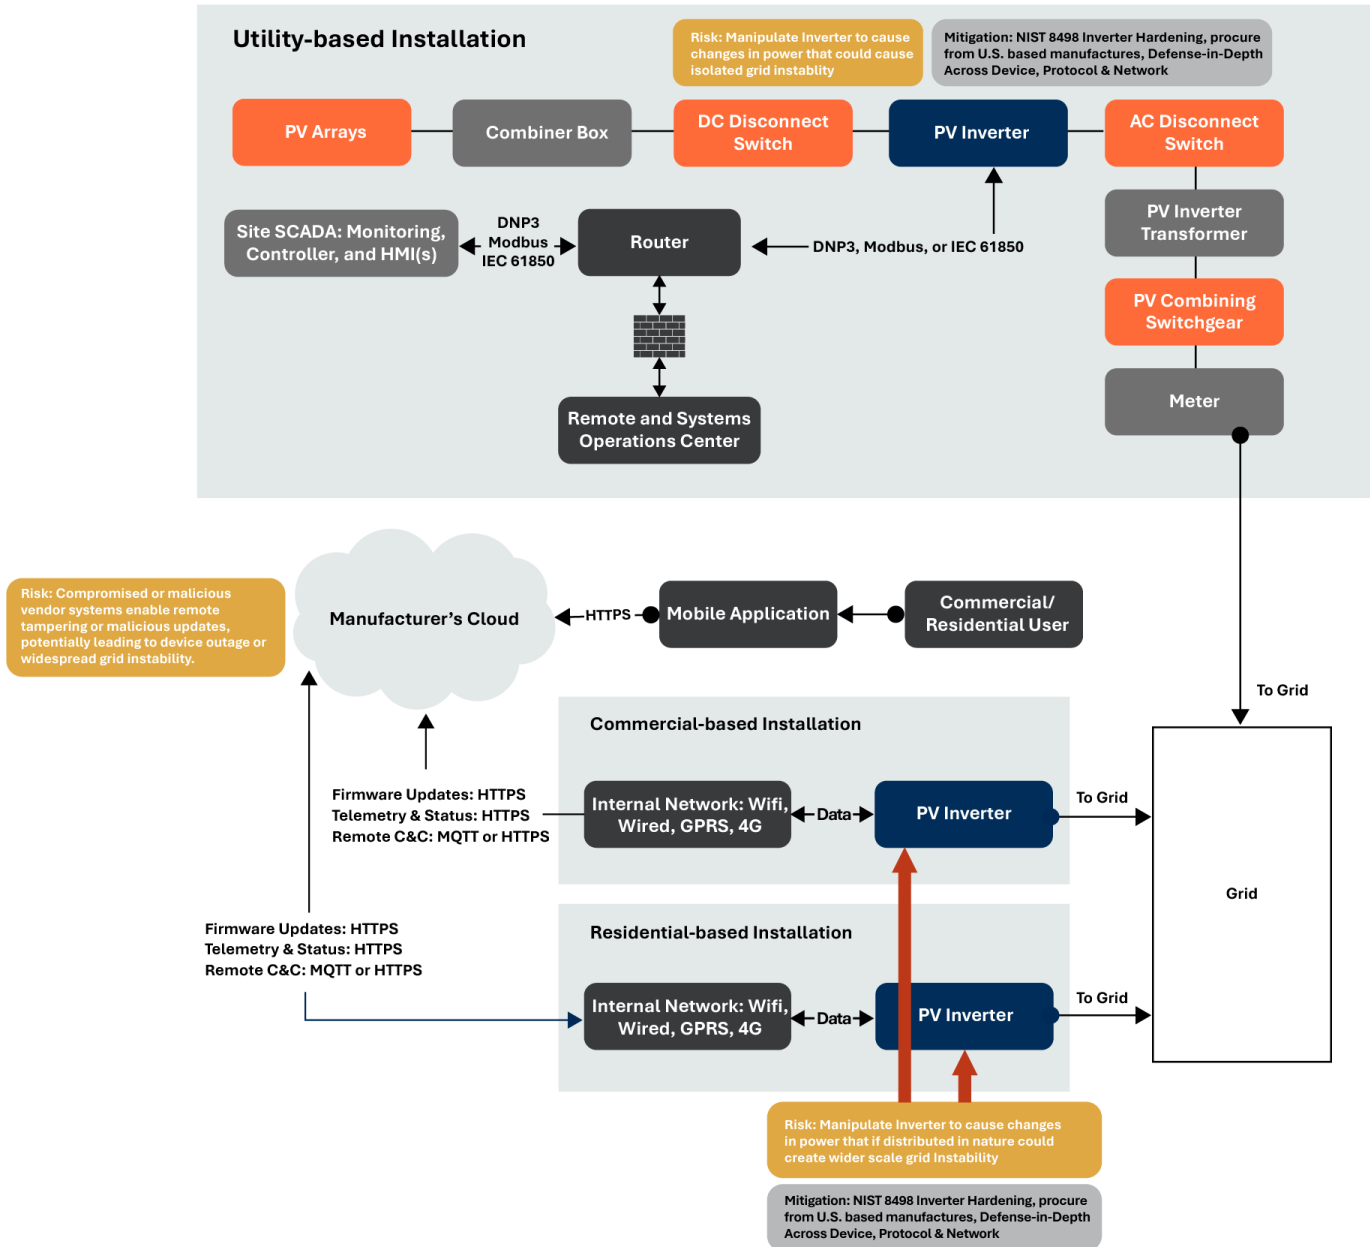 Utility-based Installation
Risk: Manipulate Inverter to cause
changes in power that could cause
isolated grid instablity
Mitigation: NIST 8498 Inverter Hardening, procure
from U.S. based manufactures, Defense-in-Depth
Across Device, Protocol & Network
PV Arrays
Combiner Box
DC Disconnect
Switch
PV Inverter
AC Disconnect
Switch
Site SCADA: Monitoring,
Controller, and HMI(s)
DNP3
Modbus
IEC 61850
Router
DNP3, Modbus, or IEC 61850
PV Inverter
Transformer
PV Combining
Switchgear
Meter
Remote and Systems
Operations Center
Risk: Compromised or malicious
vendor systems enable remote
tampering or malicious updates,
potentially leading to device outage or
widespread grid instability.
Manufacturer's Cloud
HTTPS
Mobile Application
Commercial/
Residential User
To Grid
Commercial-based Installation
Firmware Updates: HTTPS
Telemetry & Status: HTTPS
Remote C&C: MQTT or HTTPS
Internal Network: Wifi,
Wired, GPRS, 4G
Data
PV Inverter
To Grid
Grid
Firmware Updates: HTTPS
Telemetry & Status: HTTPS
Remote C&C: MQTT or HTTPS
Residential-based Installation
Internal Network: Wifi,
Wired, GPRS, 4G
Data
PV Inverter
To Grid
Risk: Manipulate Inverter to cause changes
in power that if distributed in nature could
create wider scale grid Instability
Mitigation: NIST 8498 Inverter Hardening, procure
from U.S. based manufactures, Defense-in-Depth
Across Device, Protocol & Network